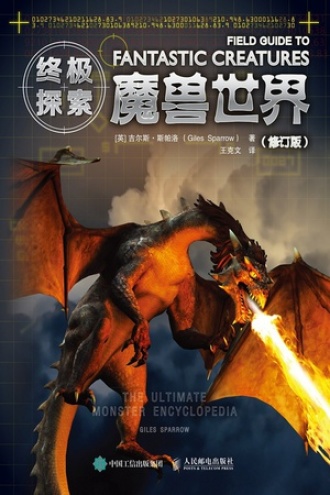 FIELD GUIDE TO
FANTASTIC CREATURES
终极
探索
魔兽世界
(修订版)
[英]吉尔斯·斯帕洛 (Giles Sparrow) 著
王克文 译
THE ULTIMATE
MONSTER ENCYCLOPEDIA
GILES SPARROW
中国工信出版集团
人民邮电出版社
POSTS & TELECOM PRESS